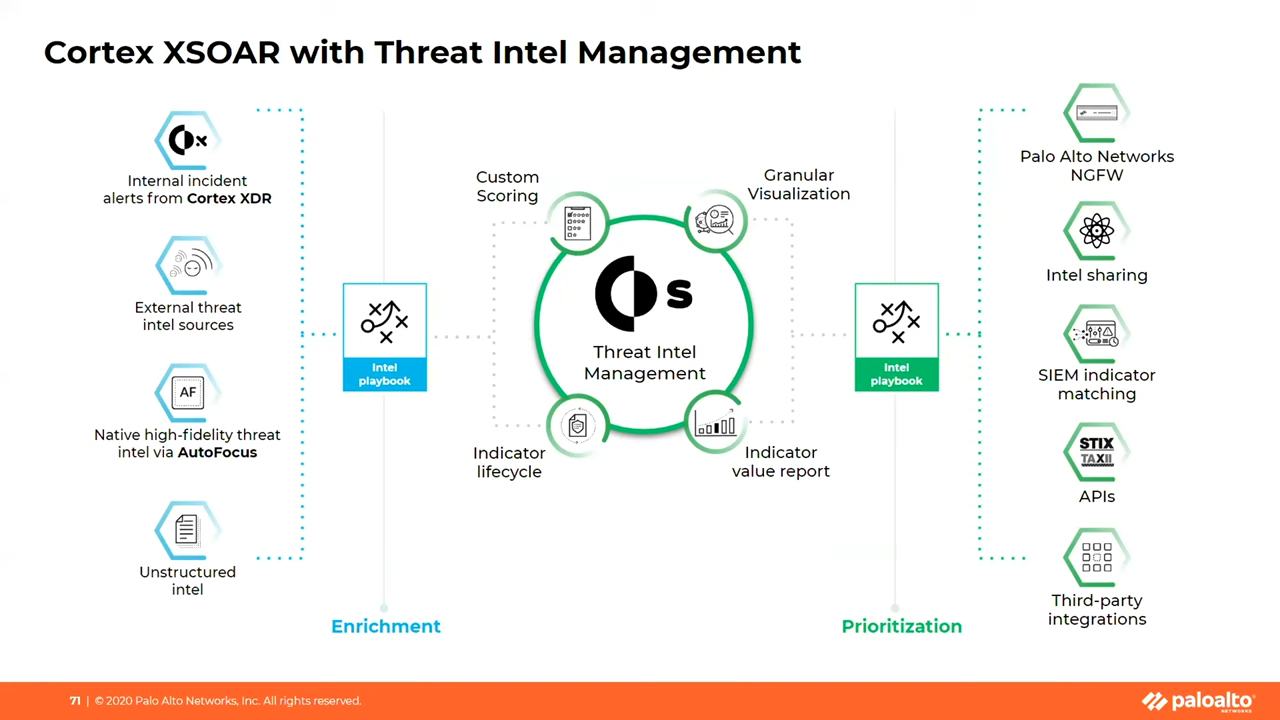 Cortex XSOAR with Threat Intel Management
x
Internal incident
alerts from Cortex XDR
External threat
intel sources
AF
Native high-fidelity threat
intel via AutoFocus
Unstructured
intel
Intel
playbook
Enrichment
Custom
Scoring
Granular
Visualization
s
Threat Intel
Management
Indicator
lifecycle
Indicator
value report
Intel
playbook
Prioritization
Palo Alto Networks
NGFW
Intel sharing
SIEM indicator
matching
STIX
TAXII
APIs
Third-party
integrations
71 | © 2020 Palo Alto Networks, Inc. All rights reserved.
paloalto
NETWORKS